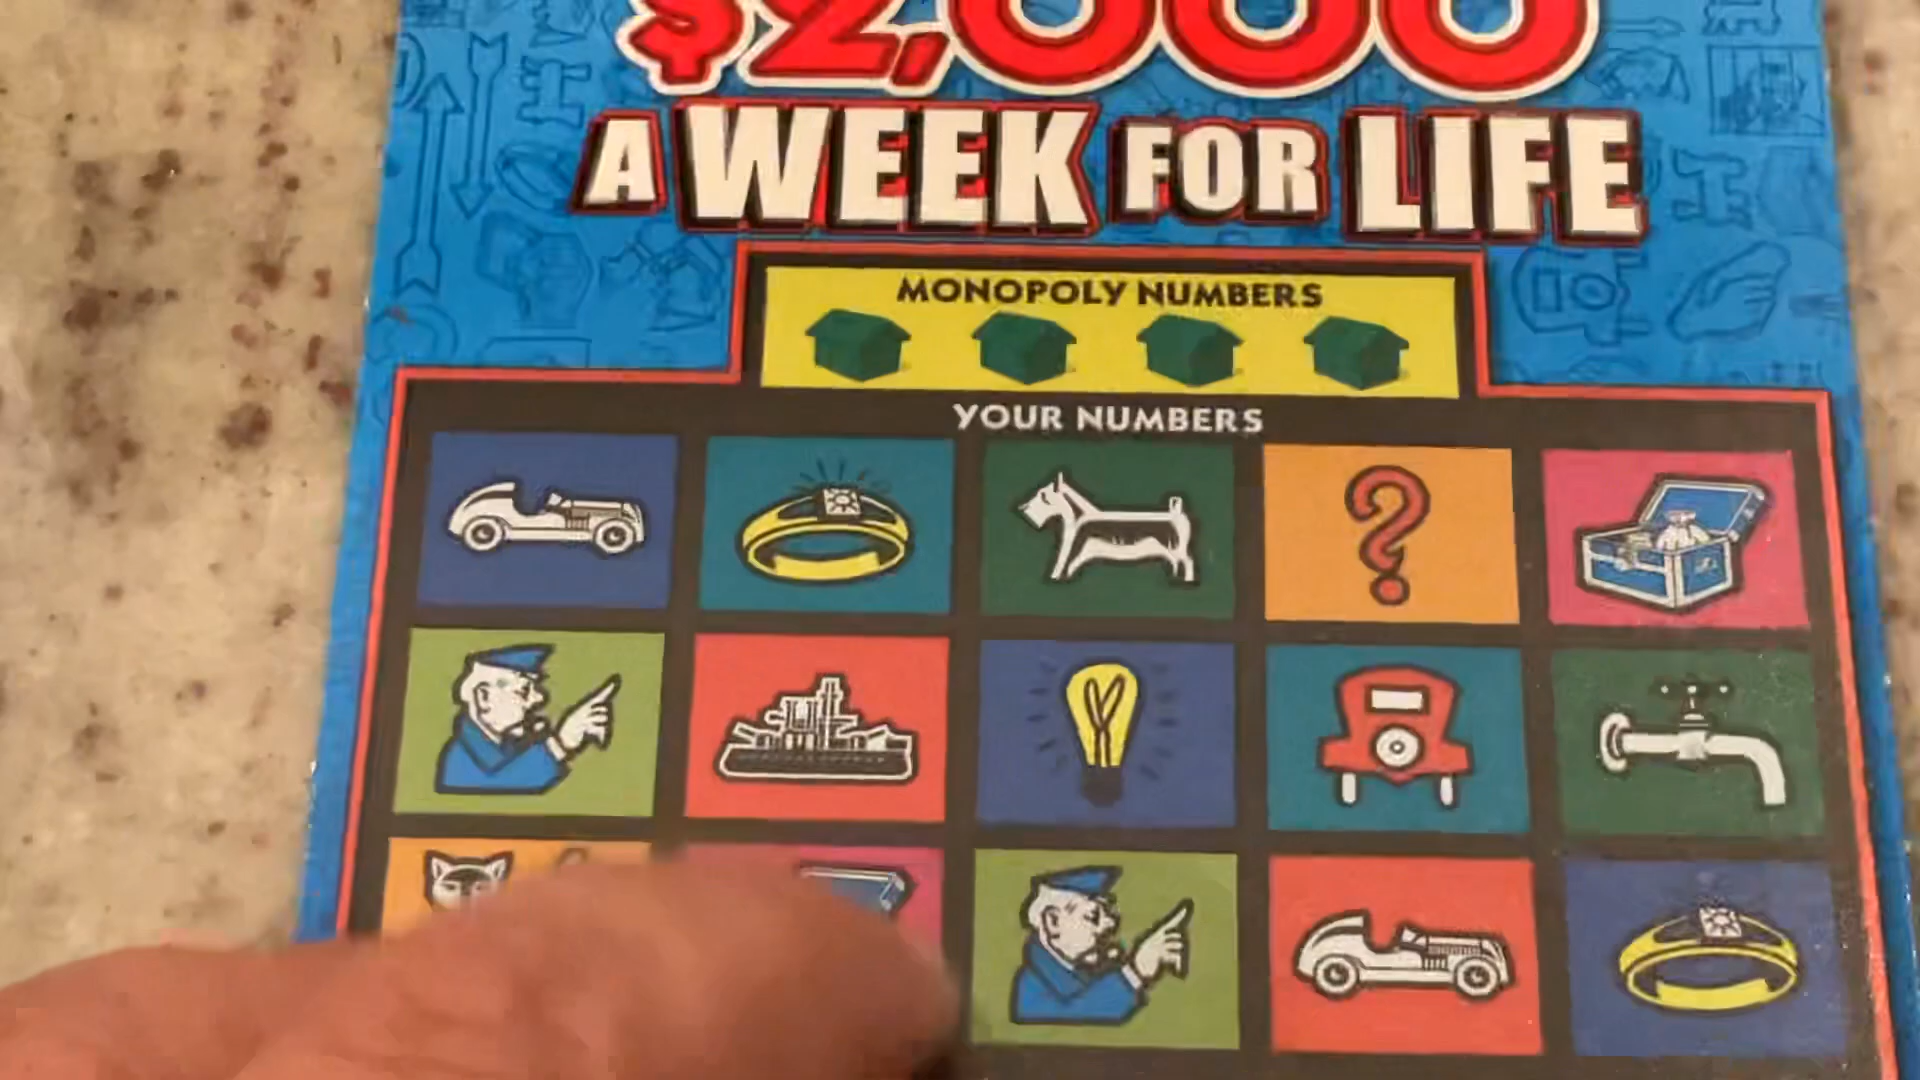 $2,000
A WEEK FOR LIFE
MONOPOLY NUMBERS
YOUR NUMBERS
?